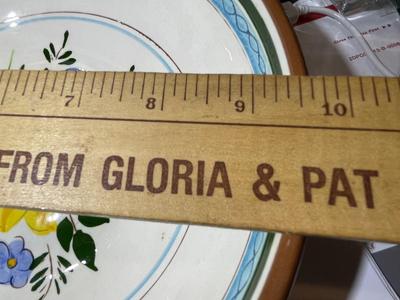 7 8 9 10
FROM GLORIA & PAT